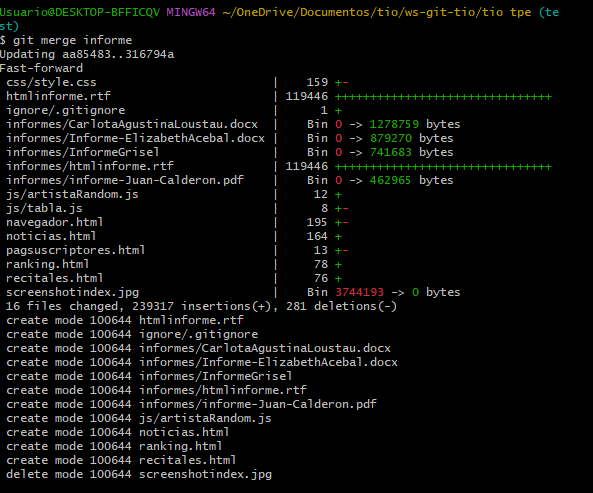 Usuario@DESKTOP-BFFICQV MINGW64 ~/OneDrive/Documentos/tio/ws-git-tio/tio tpe (te
st)
$ git merge informe
Updating aa85483..316794a
Fast-forward
 css/style.css                        |    159 +-
 htmlinforme.rtf                      | 119446 +++++++++++++++++++++++++++++++
 ignore/.gitignore                    |      1 +
 informes/CarlotaAgustinaLoustau.docx |    Bin 0 -> 1278759 bytes
 informes/Informe-ElizabethAcebal.docx |    Bin 0 -> 879270 bytes
 informes/InformeGrisel               |    Bin 0 -> 741683 bytes
 informes/htmlinforme.rtf             | 119446 +++++++++++++++++++++++++++++++
 informes/informe-Juan-Calderon.pdf   |    Bin 0 -> 462965 bytes
 js/artistaRandom.js                  |     12 +
 js/tabla.js                          |      8 +-
 navegador.html                       |    195 +-
 noticias.html                        |    164 +
 pagsuscriptores.html                 |     13 +-
 ranking.html                         |     78 +
 recitales.html                       |     76 +
 screenshotindex.jpg                  |    Bin 3744193 -> 0 bytes
 16 files changed, 239317 insertions(+), 281 deletions(-)
 create mode 100644 htmlinforme.rtf
 create mode 100644 ignore/.gitignore
 create mode 100644 informes/CarlotaAgustinaLoustau.docx
 create mode 100644 informes/Informe-ElizabethAcebal.docx
 create mode 100644 informes/InformeGrisel
 create mode 100644 informes/htmlinforme.rtf
 create mode 100644 informes/informe-Juan-Calderon.pdf
 create mode 100644 js/artistaRandom.js
 create mode 100644 noticias.html
 create mode 100644 ranking.html
 create mode 100644 recitales.html
 delete mode 100644 screenshotindex.jpg